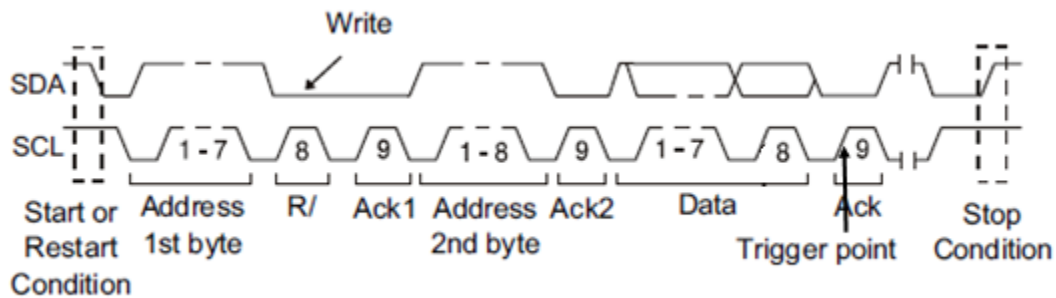 Write
SDA
SCL
1 - 7
8
9
1 - 8
9
1 - 7
8
9
Start or
Restart
Condition
Address
1st byte
R/
Ack1
Address
2nd byte
Ack2
Data
Ack
Trigger point
Stop
Condition